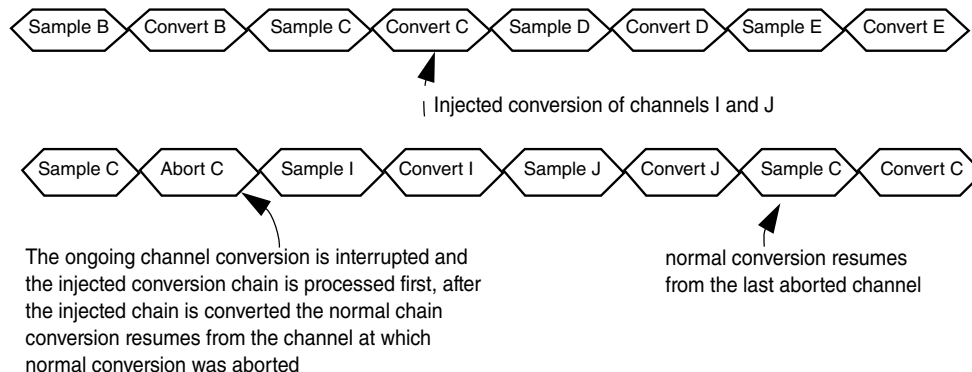 Sample B Convert B Sample C Convert C Sample D Convert D Sample E Convert E
Injected conversion of channels I and J
Sample C Abort C Sample I Convert I Sample J Convert J Sample C Convert C
The ongoing channel conversion is interrupted and
the injected conversion chain is processed first, after
the injected chain is converted the normal chain
conversion resumes from the channel at which
normal conversion was aborted
normal conversion resumes
from the last aborted channel